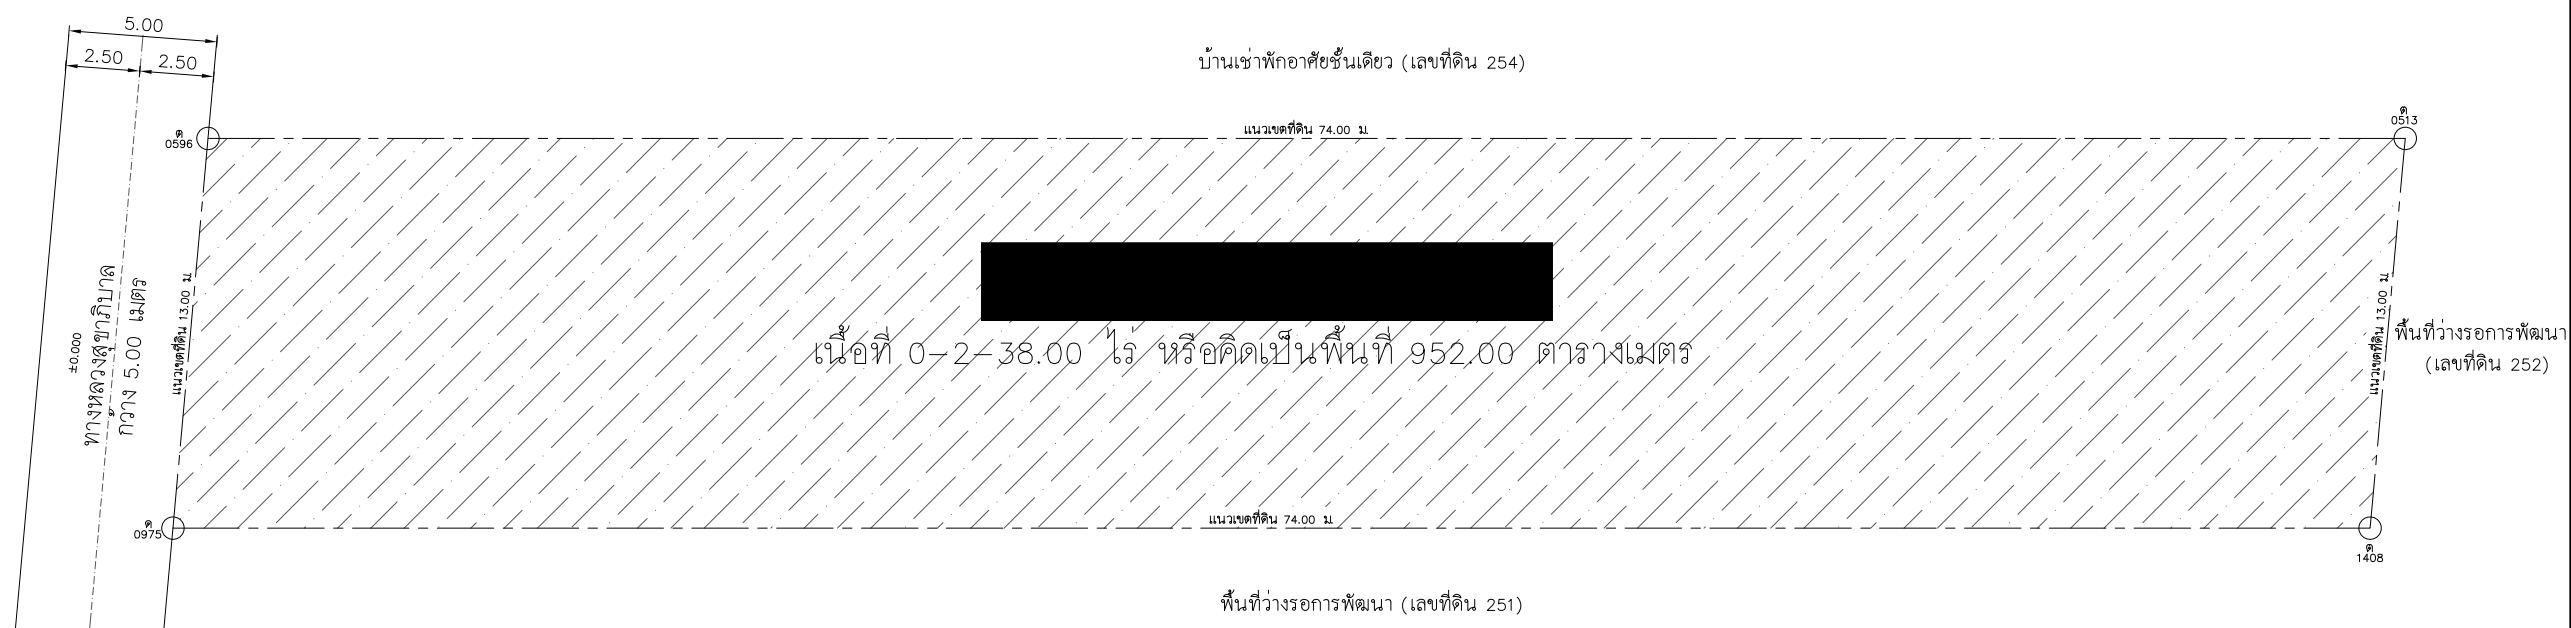 5.00
2.50
2.50
บ้านเช่าพักอาศัยชั้นเดียว (เลขที่ดิน 254)
ต
0596
แนวเขตที่ดิน 74.00 ม.
ต
0513
±0.000
ทางหลวงสุขาภิบาล
กว้าง 5.00 เมตร
แนวเขตที่ดิน 13.00 ม.
เนื้อที่ 0-2-38.00 ไร่ หรือคิดเป็นพื้นที่ 952.00 ตารางเมตร
แนวเขตที่ดิน 13.00 ม.
พื้นที่ว่างรอการพัฒนา
(เลขที่ดิน 252)
ต
0975
แนวเขตที่ดิน 74.00 ม.
ต
1408
พื้นที่ว่างรอการพัฒนา (เลขที่ดิน 251)